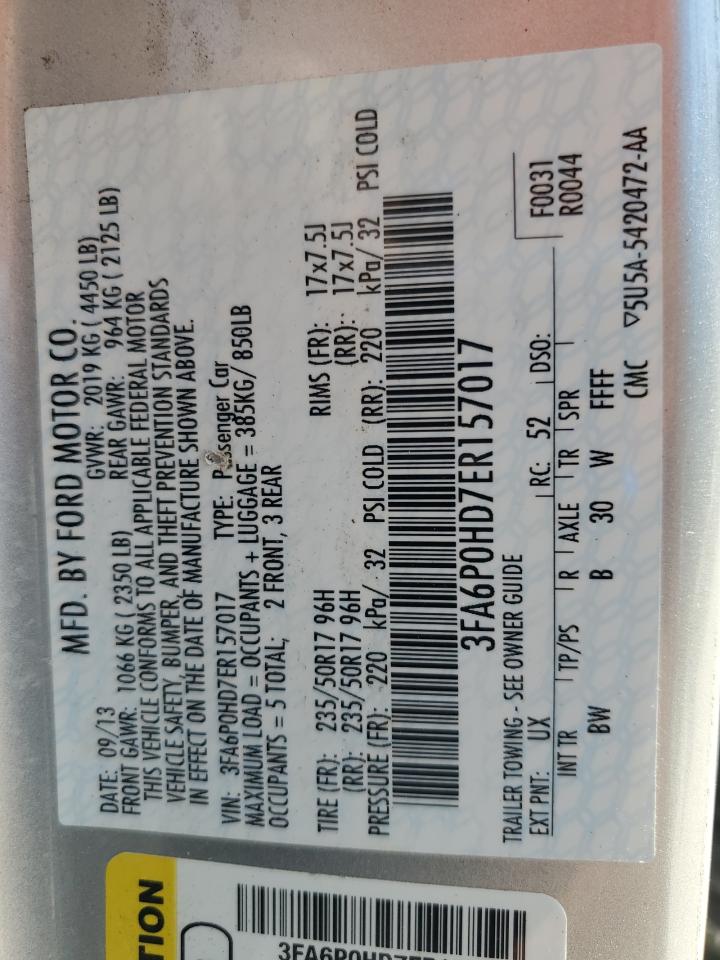 MFD. BY FORD MOTOR CO.
DATE: 09/13 GVWR: 2019 KG ( 4450 LB)
FRONT GAWR: 1066 KG ( 2350 LB) REAR GAWR: 964 KG ( 2125 LB)
THIS VEHICLE CONFORMS TO ALL APPLICABLE FEDERAL MOTOR
VEHICLE SAFETY, BUMPER, AND THEFT PREVENTION STANDARDS
IN EFFECT ON THE DATE OF MANUFACTURE SHOWN ABOVE.
VIN: 3FA6P0HD7ER157017 TYPE: Passenger Car
MAXIMUM LOAD = OCCUPANTS + LUGGAGE = 385KG/ 850LB
OCCUPANTS = 5 TOTAL; 2 FRONT, 3 REAR
TIRE (FR): 235/50R17 96H RIMS (FR): 17x7.5J
(RR): 235/50R17 96H (RR): 17x7.5J
PRESSURE (FR): 220 kPa/ 32 PSI COLD (RR): 220 kPa/ 32 PSI COLD
3FA6P0HD7ER157017
F0031
R0044
TRAILER TOWING - SEE OWNER GUIDE
EXT PNT: UX RC: 52 DSO:
INT TR TP/PS R AXLE TR SPR
BW B 30 W FFFF
CMC ▽5U5A-5420472-AA
TION